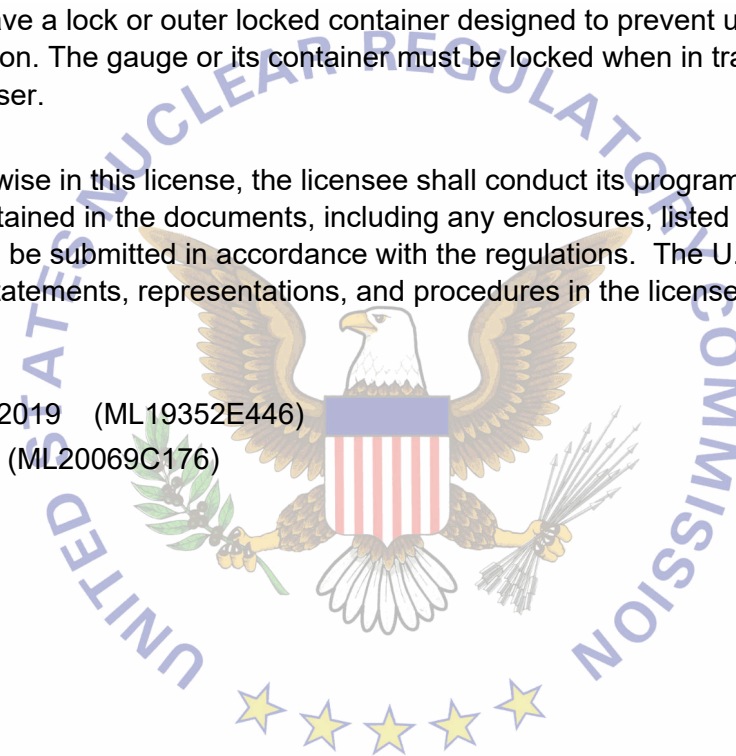 ave a lock or outer locked container designed to prevent u
on. The gauge or its container must be locked when in tra
ser.
wise in this license, the licensee shall conduct its program
tained in the documents, including any enclosures, listed
be submitted in accordance with the regulations. The U.
tatements, representations, and procedures in the license
2019 (ML19352E446)
(ML20069C176)
UNITED STATES NUCLEAR REGULATORY COMMISSION